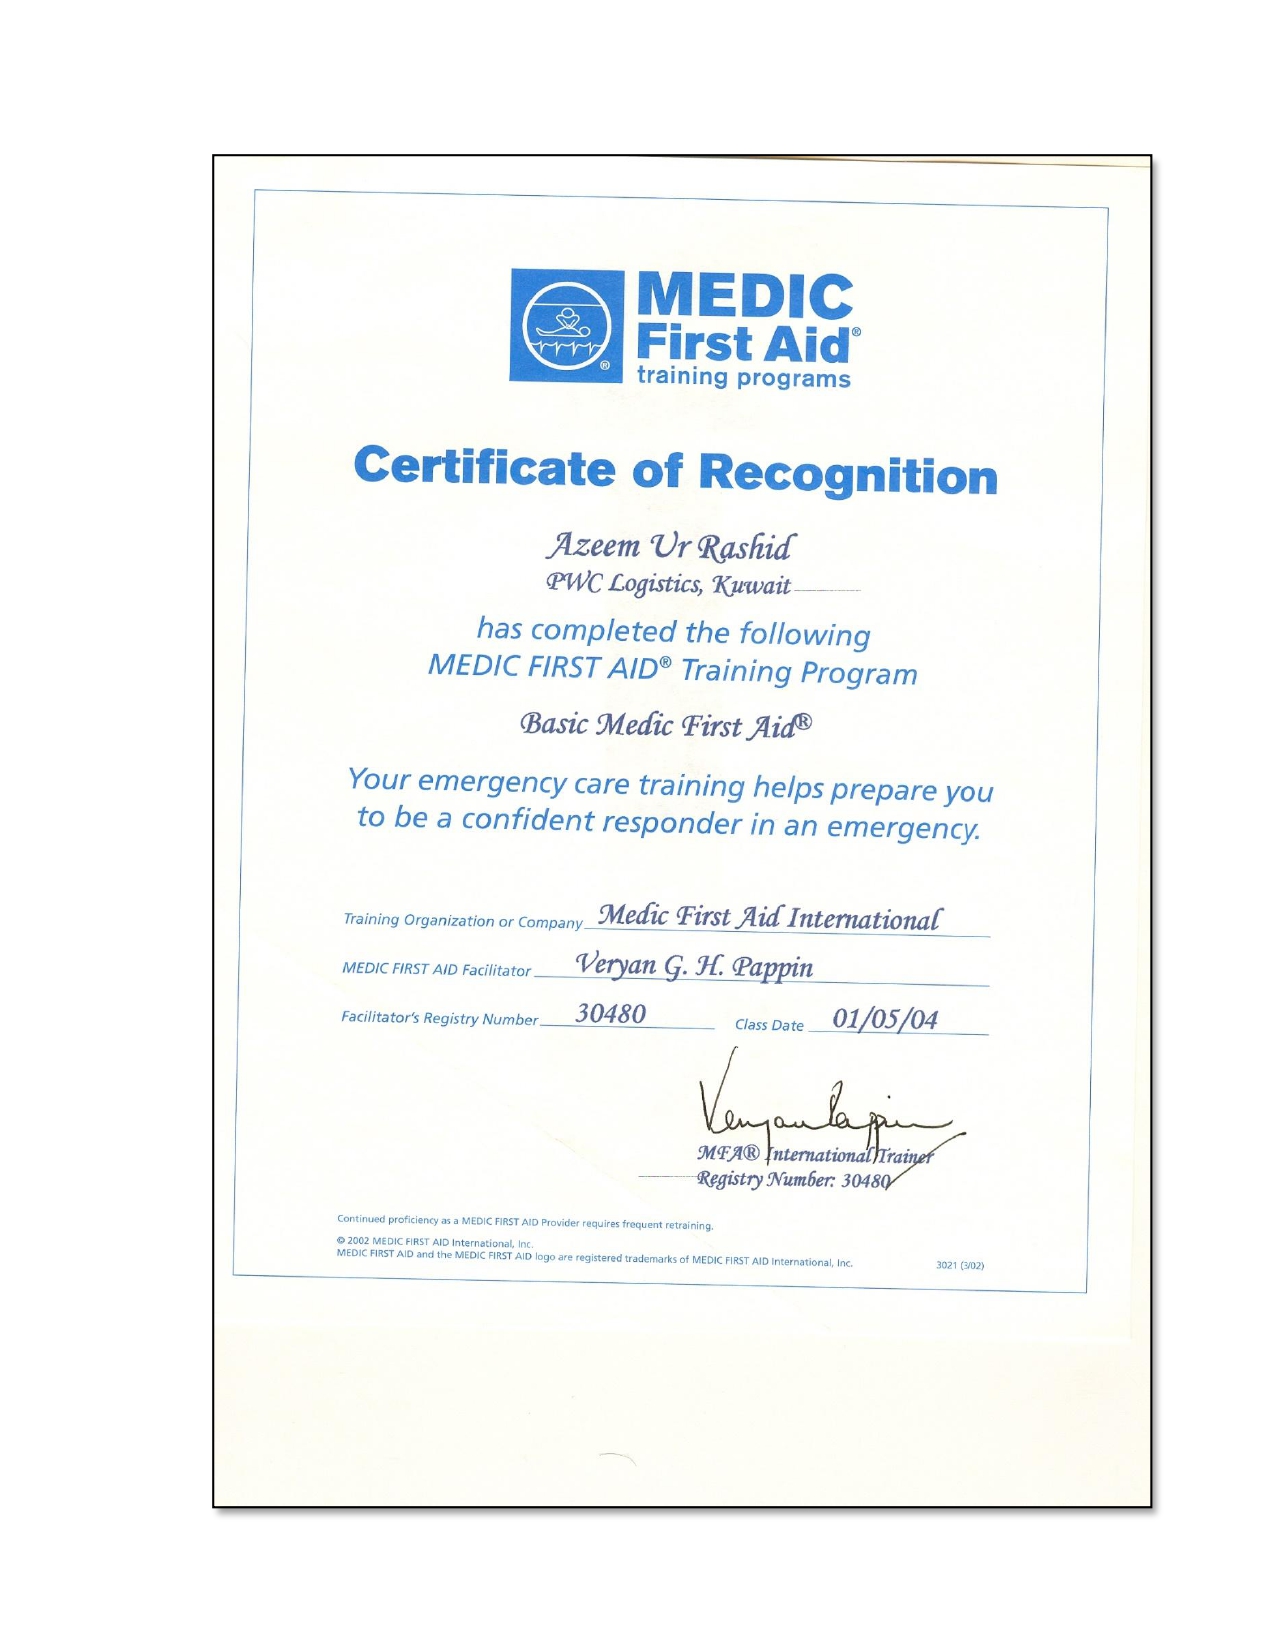 MEDIC
First Aid®
training programs
®
Certificate of Recognition
Azeem Ur Rashid
PWC Logistics, Kuwait
has completed the following
MEDIC FIRST AID® Training Program
Basic Medic First Aid®
Your emergency care training helps prepare you
to be a confident responder in an emergency.
Training Organization or Company Medic First Aid International
MEDIC FIRST AID Facilitator Veryan G. H. Pappin
Facilitator's Registry Number 30480 Class Date 01/05/04
Veryan Pappin
MFA® International Trainer
Registry Number: 30480
Continued proficiency as a MEDIC FIRST AID Provider requires frequent retraining.
© 2002 MEDIC FIRST AID International, Inc.
MEDIC FIRST AID and the MEDIC FIRST AID logo are registered trademarks of MEDIC FIRST AID International, Inc. 3021 (3/02)